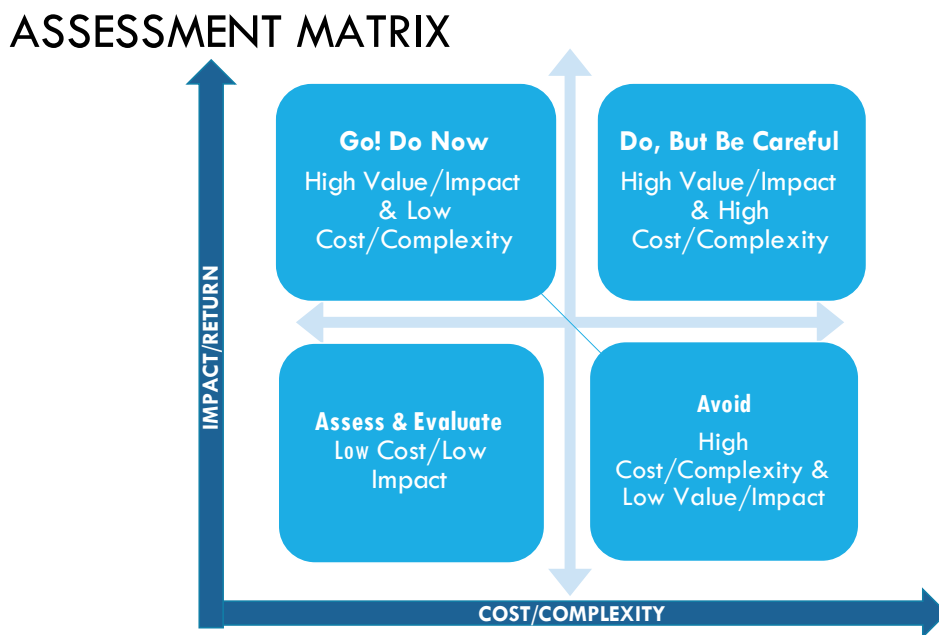 ASSESSMENT MATRIX
Go! Do Now
High Value/Impact
& Low
Cost/Complexity
Do, But Be Careful
High Value/Impact
& High
Cost/Complexity
IMPACT/RETURN
Assess & Evaluate
Low Cost/Low
Impact
Avoid
High
Cost/Complexity &
Low Value/Impact
COST/COMPLEXITY